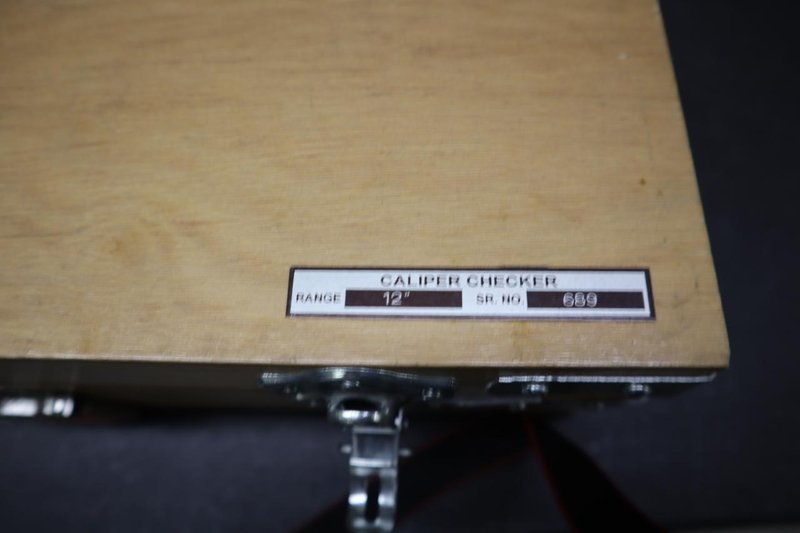 CALIPER CHECKER
RANGE 12" SR. NO. 689